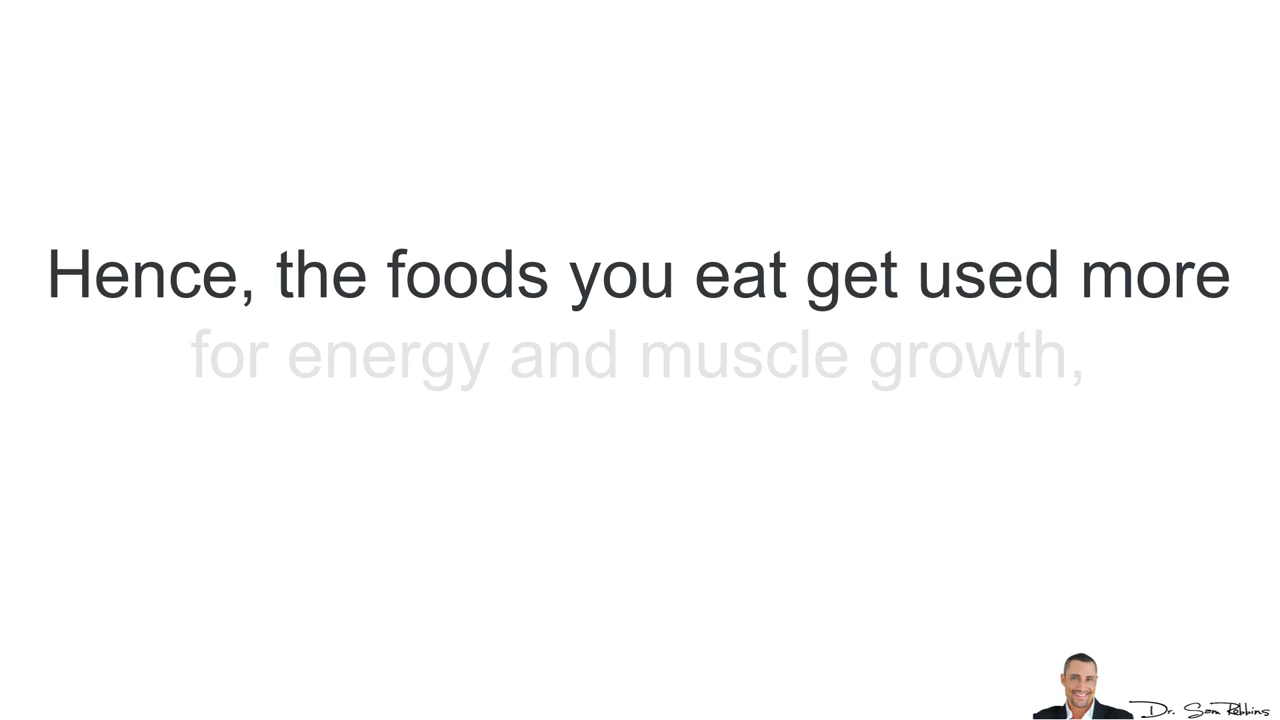 Hence, the foods you eat get used more
for energy and muscle growth,
Dr. Sam Robbins